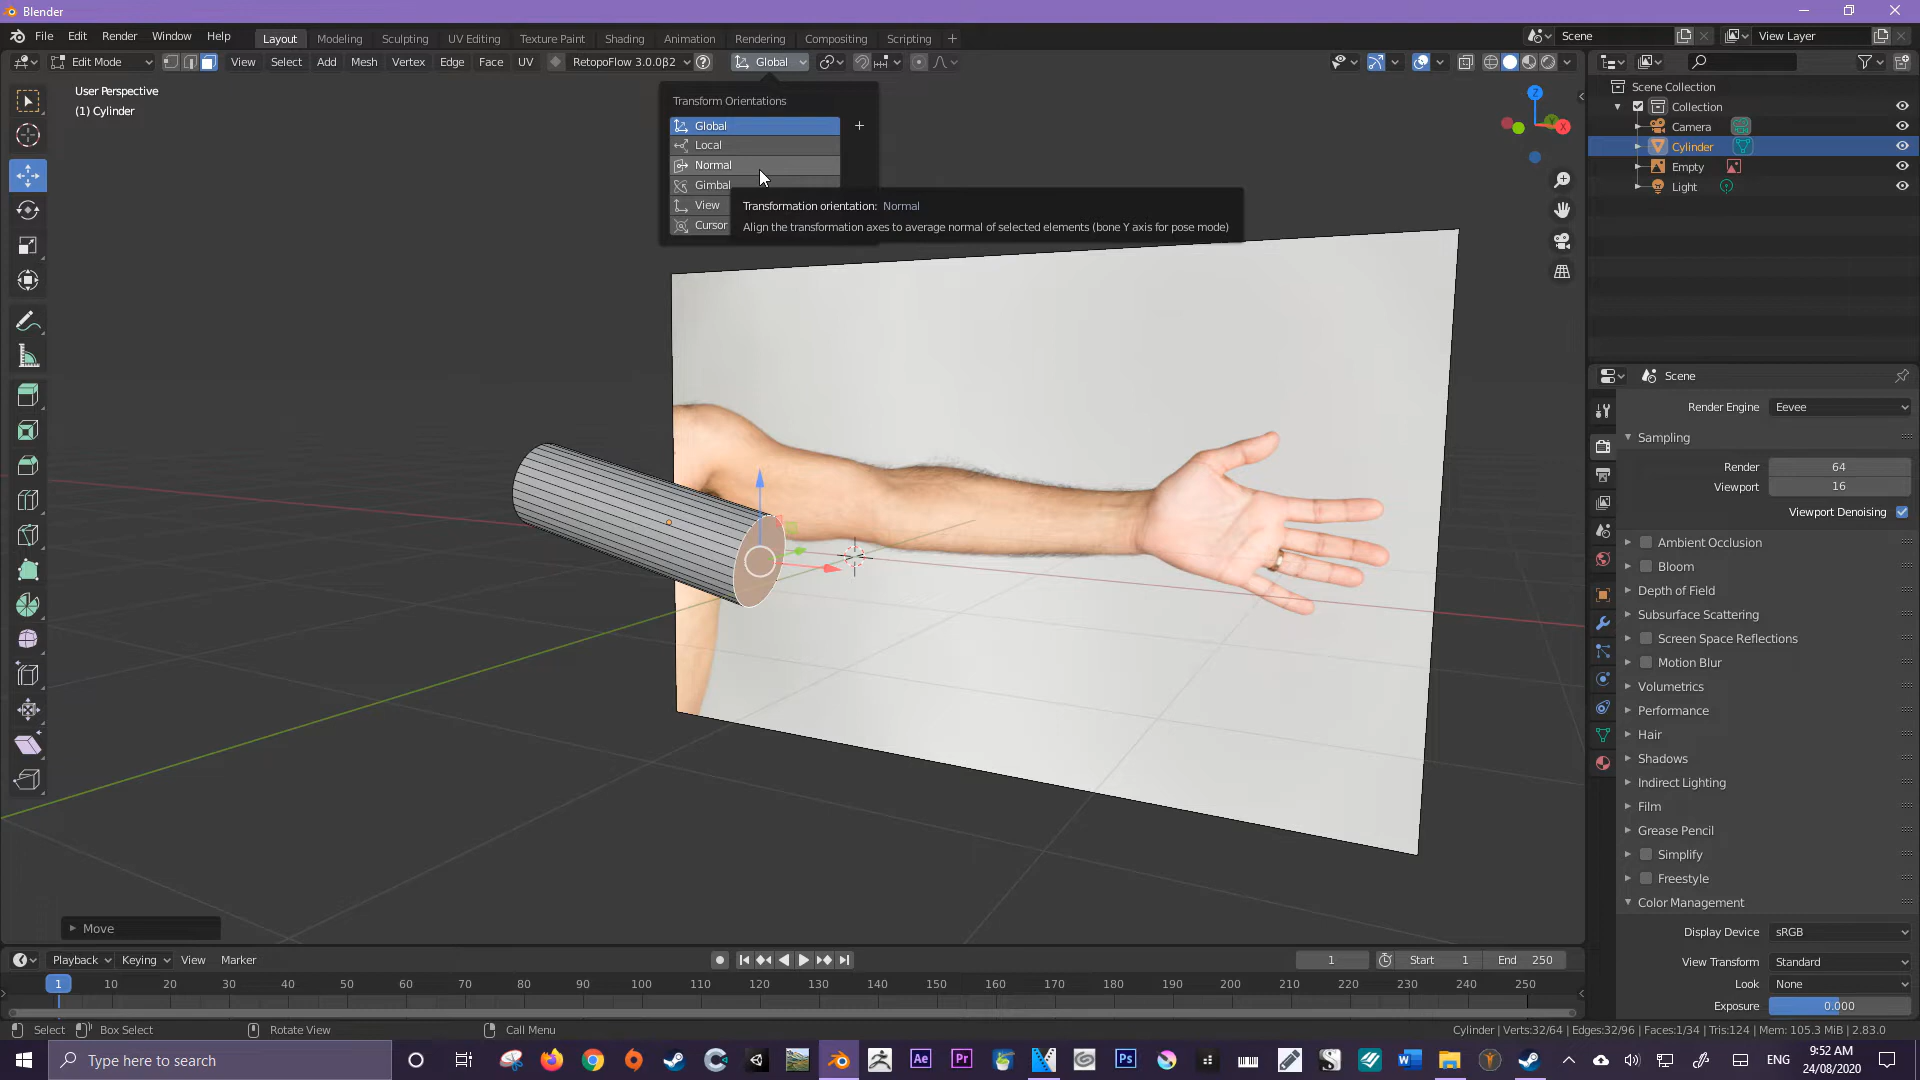 Blender
File Edit Render Window Help
Layout Modeling Sculpting UV Editing Texture Paint Shading Animation Rendering Compositing Scripting
Scene
View Layer
Edit Mode
View Select Add Mesh Vertex Edge Face UV
RetopoFlow 3.0.0β2
Global
User Perspective
(1) Cylinder
Transform Orientations
Global
Local
Normal
Gimbal
View
Cursor
Transformation orientation: Normal
Align the transformation axes to average normal of selected elements (bone Y axis for pose mode)
Z
Y
X
Scene Collection
Collection
Camera
Cylinder
Empty
Light
Scene
Render Engine Eevee
Sampling
Render 64
Viewport 16
Viewport Denoising
Ambient Occlusion
Bloom
Depth of Field
Subsurface Scattering
Screen Space Reflections
Motion Blur
Volumetrics
Performance
Hair
Shadows
Indirect Lighting
Film
Grease Pencil
Simplify
Freestyle
Color Management
Display Device sRGB
View Transform Standard
Look None
Exposure 0.000
Move
Playback Keying View Marker
1 Start 1 End 250
1 10 20 30 40 50 60 70 80 90 100 110 120 130 140 150 160 170 180 190 200 210 220 230 240 250
Select Box Select Rotate View Call Menu
Cylinder | Verts:32/64 | Edges:32/96 | Faces:1/34 | Tris:124 | Mem: 105.3 MiB | 2.83.0
Type here to search
Ae Pr Ps
ENG
9:52 AM
24/08/2020